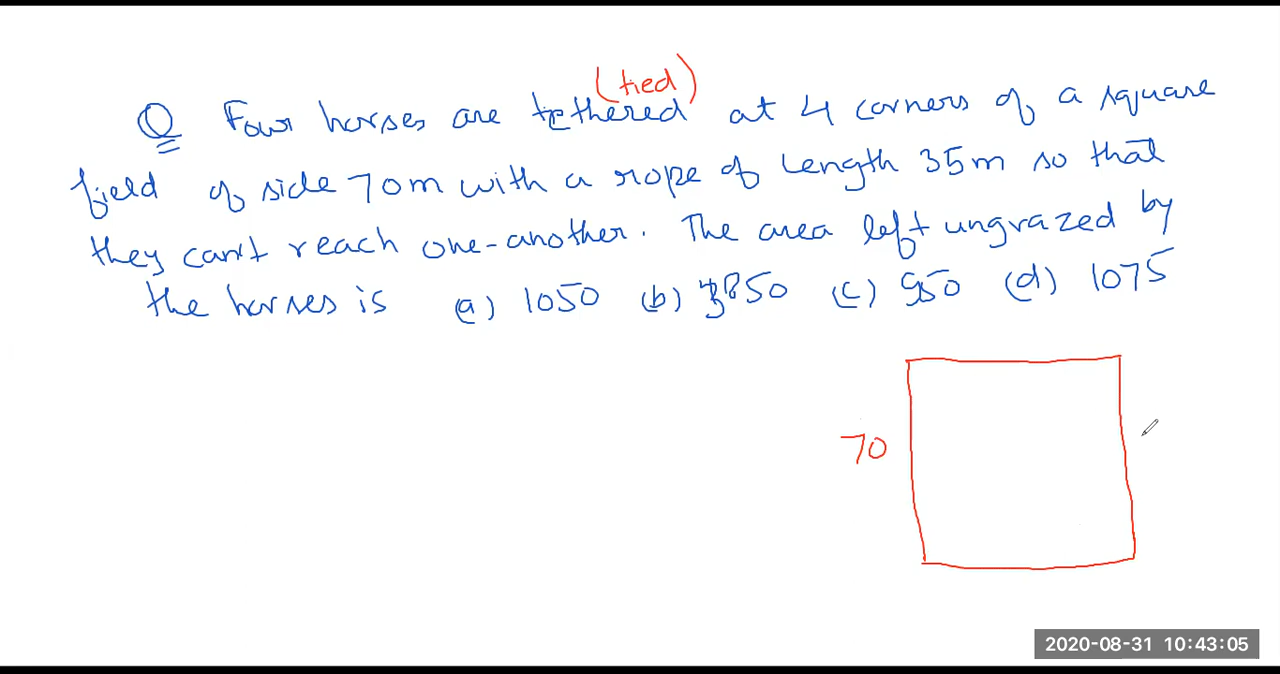 (tied)
Q Four horses are tethered at 4 corners of a square
field of side 70m with a rope of length 35m so that
they can't reach one-another. The area left ungrazed by
the horses is (a) 1050 (b) 3850 (c) 950 (d) 1075
70
2020-08-31 10:43:05